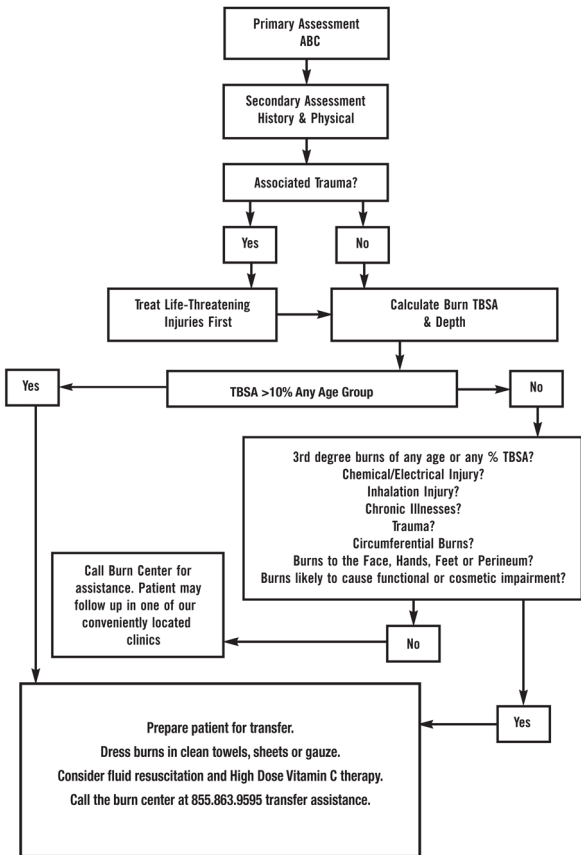 Primary Assessment
ABC
Secondary Assessment
History & Physical
Associated Trauma?
Yes
No
Treat Life-Threatening
Injuries First
Calculate Burn TBSA
& Depth
Yes
TBSA >10% Any Age Group
No
3rd degree burns of any age or any % TBSA?
Chemical/Electrical Injury?
Inhalation Injury?
Chronic Illnesses?
Trauma?
Circumferential Burns?
Burns to the Face, Hands, Feet or Perineum?
Burns likely to cause functional or cosmetic impairment?
Call Burn Center for
assistance. Patient may
follow up in one of our
conveniently located
clinics
No
Yes
Prepare patient for transfer.
Dress burns in clean towels, sheets or gauze.
Consider fluid resuscitation and High Dose Vitamin C therapy.
Call the burn center at 855.863.9595 transfer assistance.